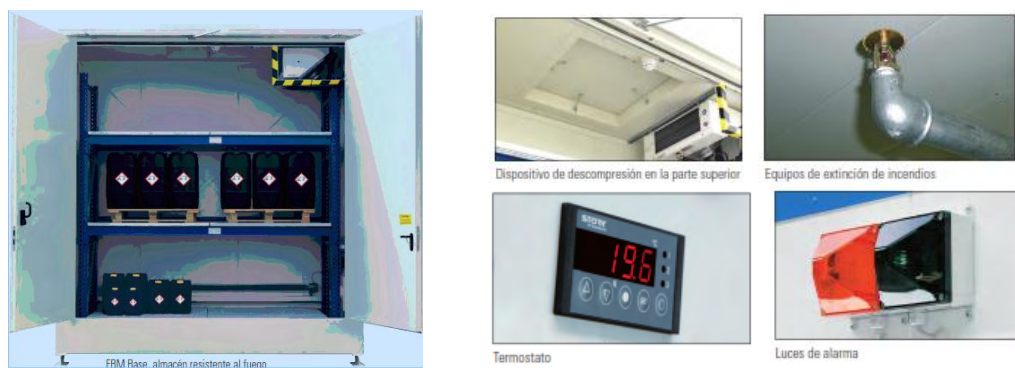 FBM Base, almacén resistente al fuego
Dispositivo de descompresión en la parte superior
Equipos de extinción de incendios
19.6
°C
Termostato
Luces de alarma